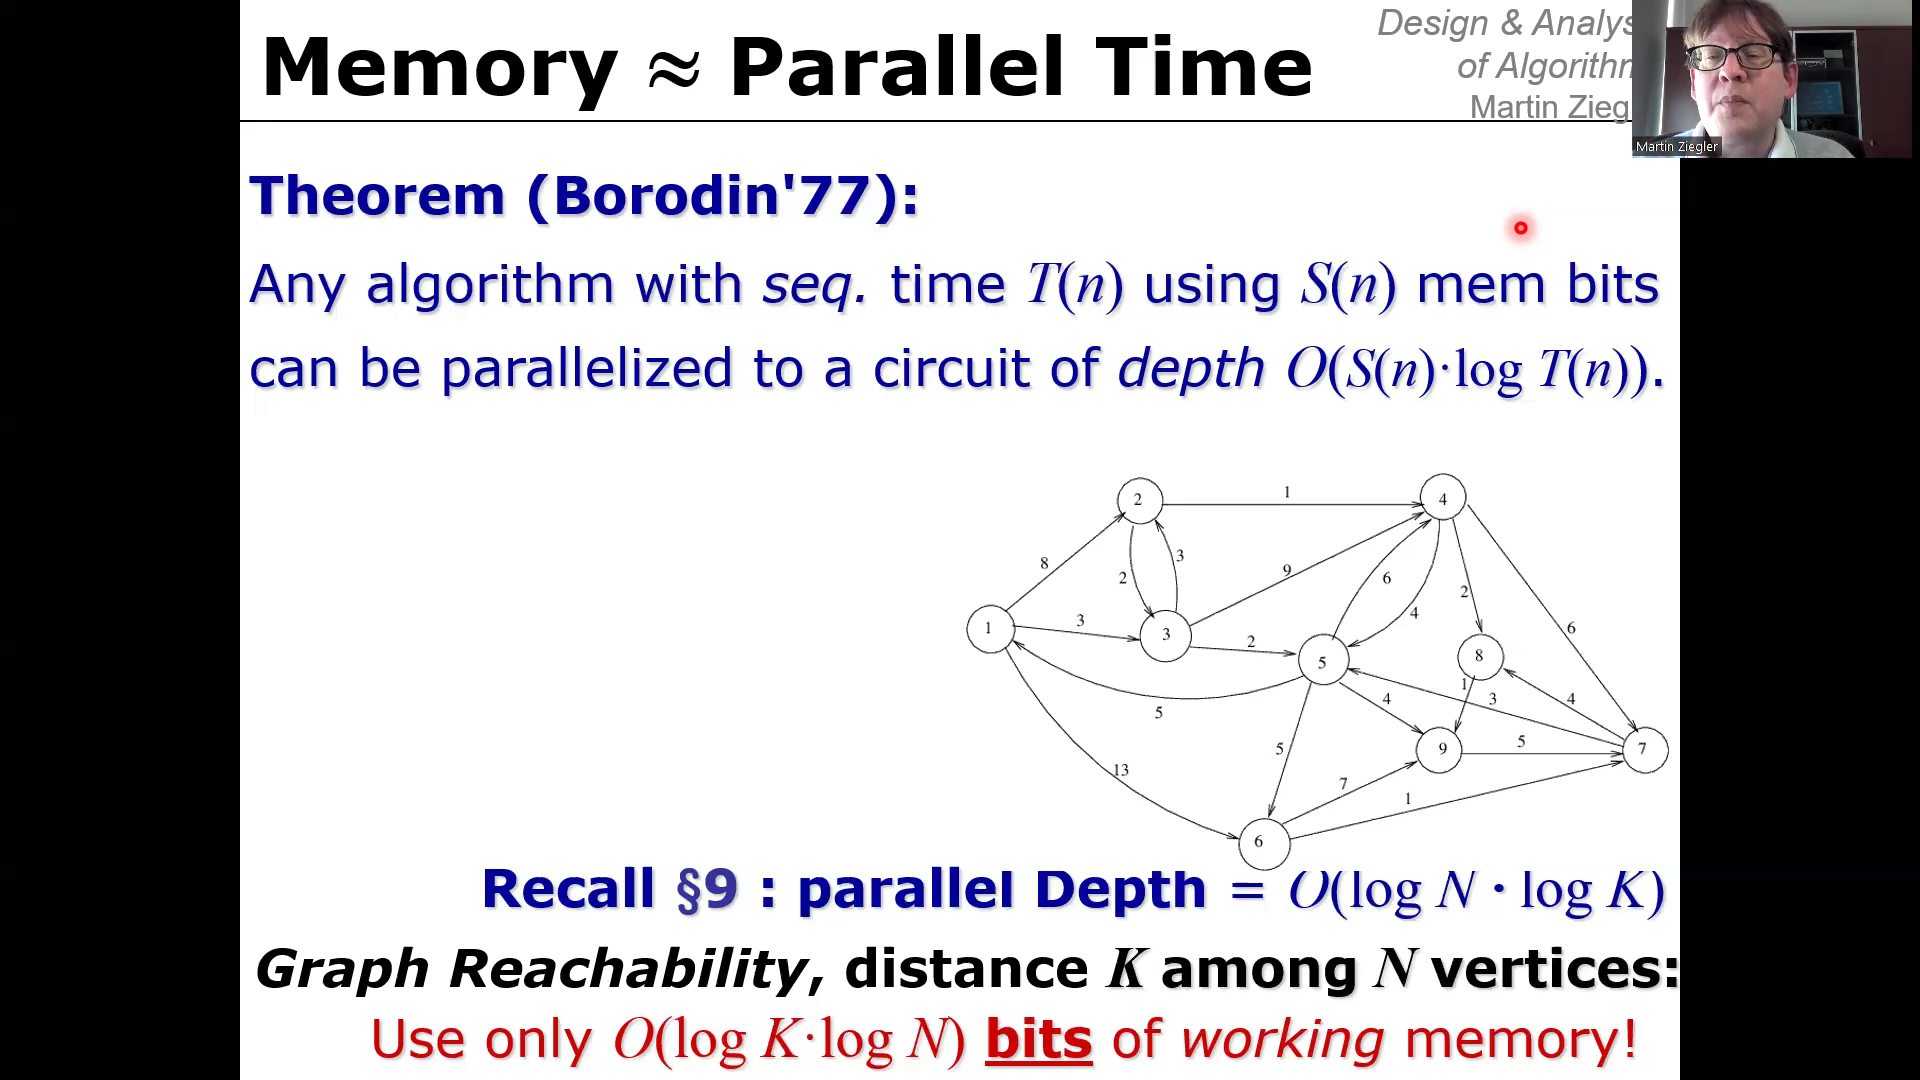 Memory ≈ Parallel Time
Design & Analys
of Algorithm
Martin Zieg
Martin Ziegler
Theorem (Borodin'77):
Any algorithm with seq. time T(n) using S(n) mem bits
can be parallelized to a circuit of depth O(S(n)·log T(n)).
2
1
4
8
2
3
9
6
4
2
6
1
3
3
2
5
8
5
4
1
3
4
5
9
5
7
13
7
1
6
Recall §9 : parallel Depth = O(log N · log K)
Graph Reachability, distance K among N vertices:
Use only O(log K·log N) bits of working memory!